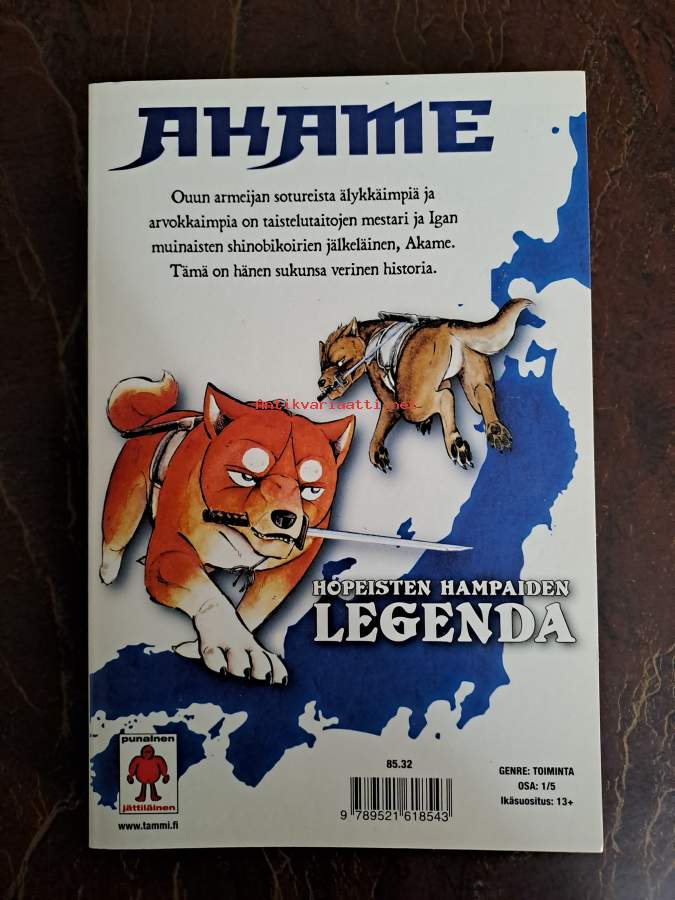 AKAME
Ouun armeijan sotureista älykkäimpiä ja
arvokkaimpia on taistelutaitojen mestari ja Igan
muinaisten shinobikoirien jälkeläinen, Akame.
Tämä on hänen sukunsa verinen historia.
Antikvariaatti.net
HOPEISTEN HAMPAIDEN
LEGENDA
punainen
jättiläinen
www.tammi.fi
85.32
9 789521 618543
GENRE: TOIMINTA
OSA: 1/5
Ikäsuositus: 13+